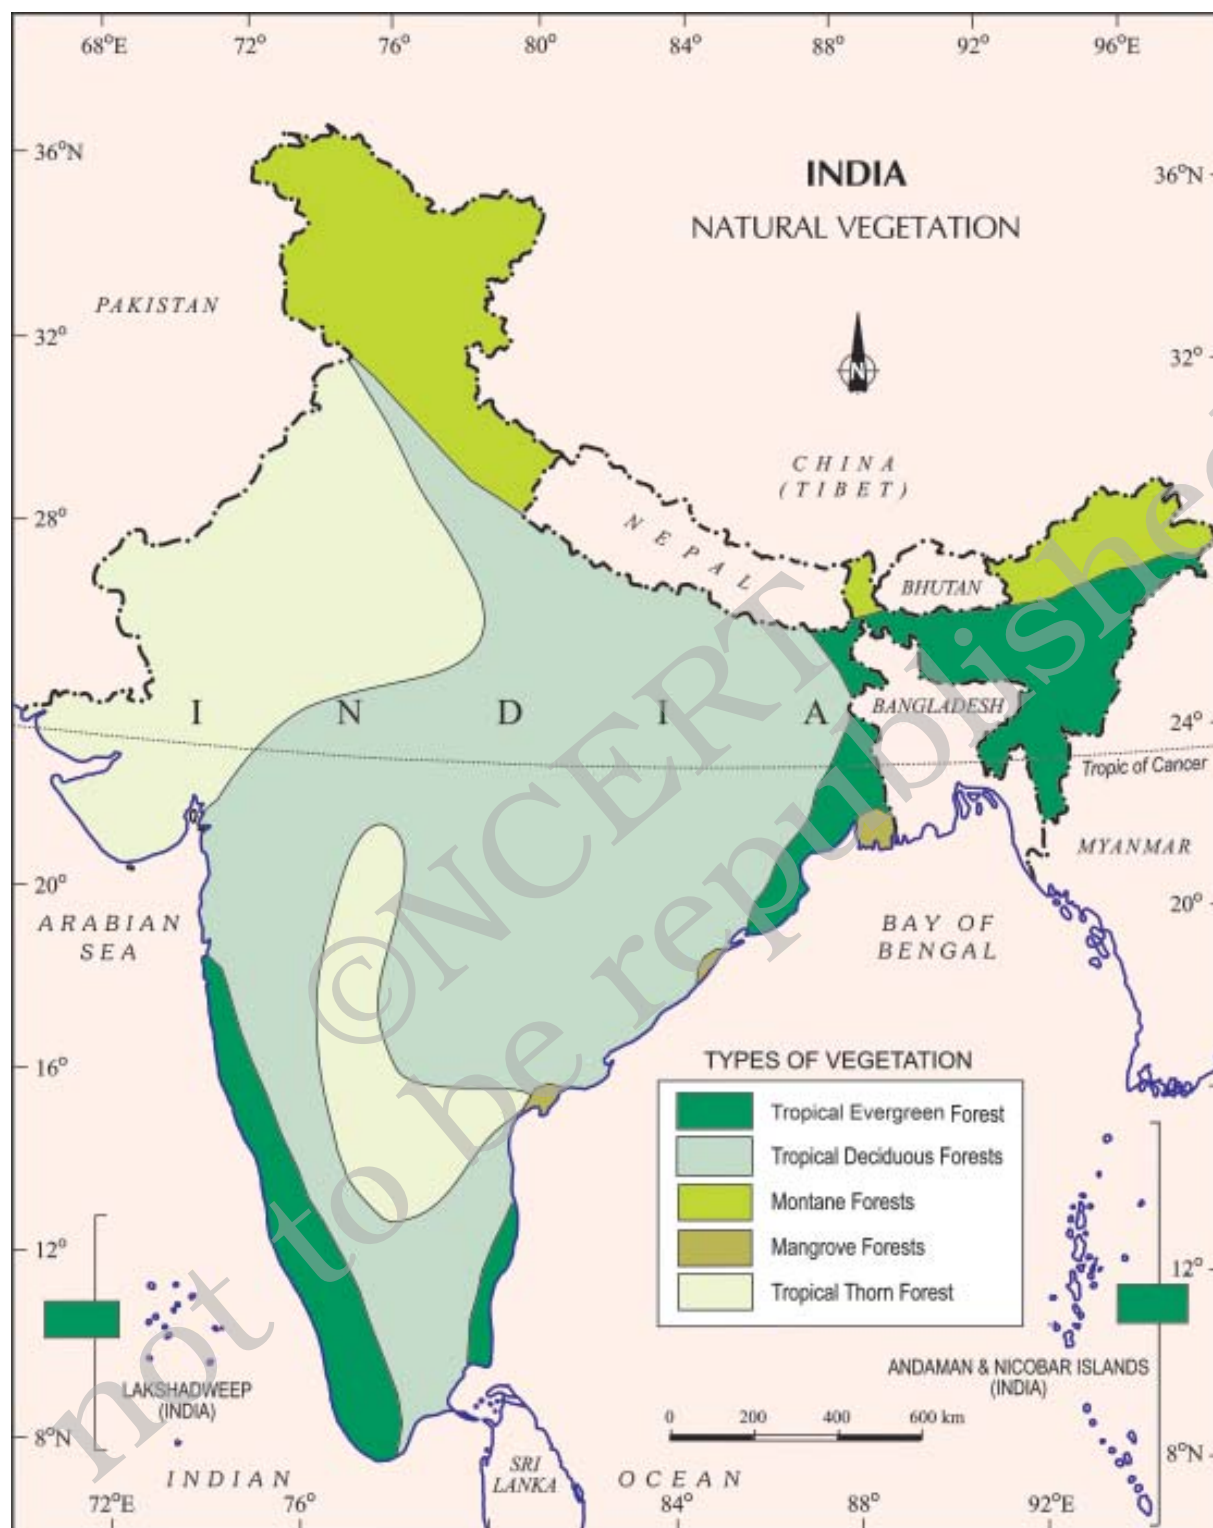 68°E 72° 76° 80° 84° 88° 92° 96°E
36°N
INDIA
36°N
NATURAL VEGETATION
PAKISTAN
32°
32°
N
CHINA
(TIBET)
28°
NEPAL
BHUTAN
INDIA
BANGLADESH
24°
Tropic of Cancer
MYANMAR
20°
20°
ARABIAN
SEA
BAY OF
BENGAL
16°
TYPES OF VEGETATION
Tropical Evergreen Forest
Tropical Deciduous Forests
Montane Forests
Mangrove Forests
Tropical Thorn Forest
12°
12°
LAKSHADWEEP
(INDIA)
ANDAMAN & NICOBAR ISLANDS
(INDIA)
0 200 400 600 km
8°N
8°N
INDIAN OCEAN
SRI
LANKA
72°E 76° 84° 88° 92°E
©NCERT
not to be republished